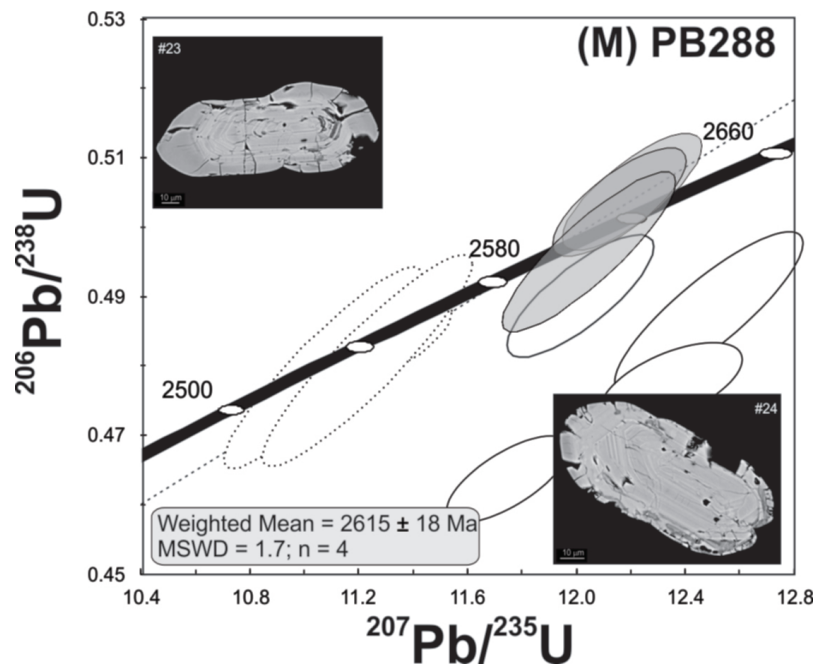 0.53
(M) PB288
#23
10 µm
2660
0.51
206Pb/238U
2580
0.49
2500
0.47
#24
Weighted Mean = 2615 ± 18 Ma
MSWD = 1.7; n = 4
10 µm
0.45
10.4 10.8 11.2 11.6 12.0 12.4 12.8
207Pb/235U